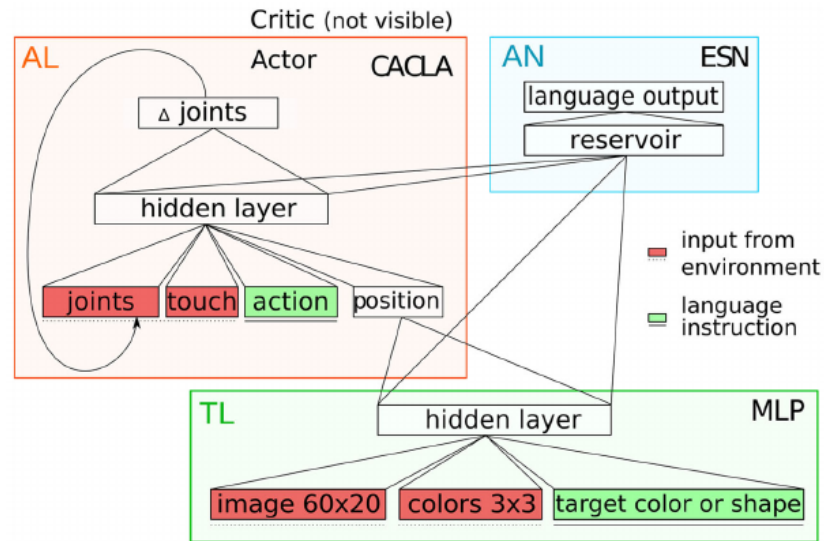 Critic (not visible)
AL
Actor
CACLA
Δ joints
hidden layer
joints
touch
action
position
AN
ESN
language output
reservoir
input from
environment
language
instruction
TL
MLP
hidden layer
image 60x20
colors 3x3
target color or shape